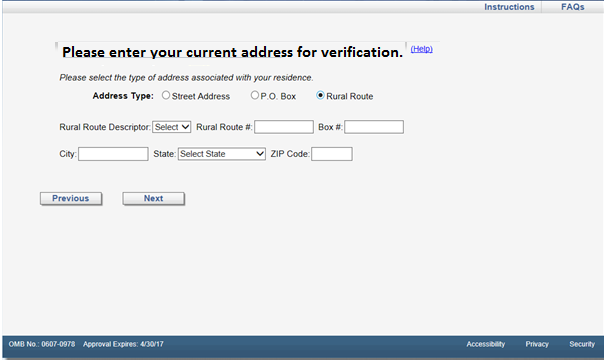 Instructions FAQs
Please enter your current address for verification. (Help)
Please select the type of address associated with your residence.
Address Type: Street Address P.O. Box Rural Route
Rural Route Descriptor: Select Rural Route #: Box #:
City: State: Select State ZIP Code:
Previous Next
OMB No.: 0607-0978 Approval Expires: 4/30/17 Accessibility Privacy Security